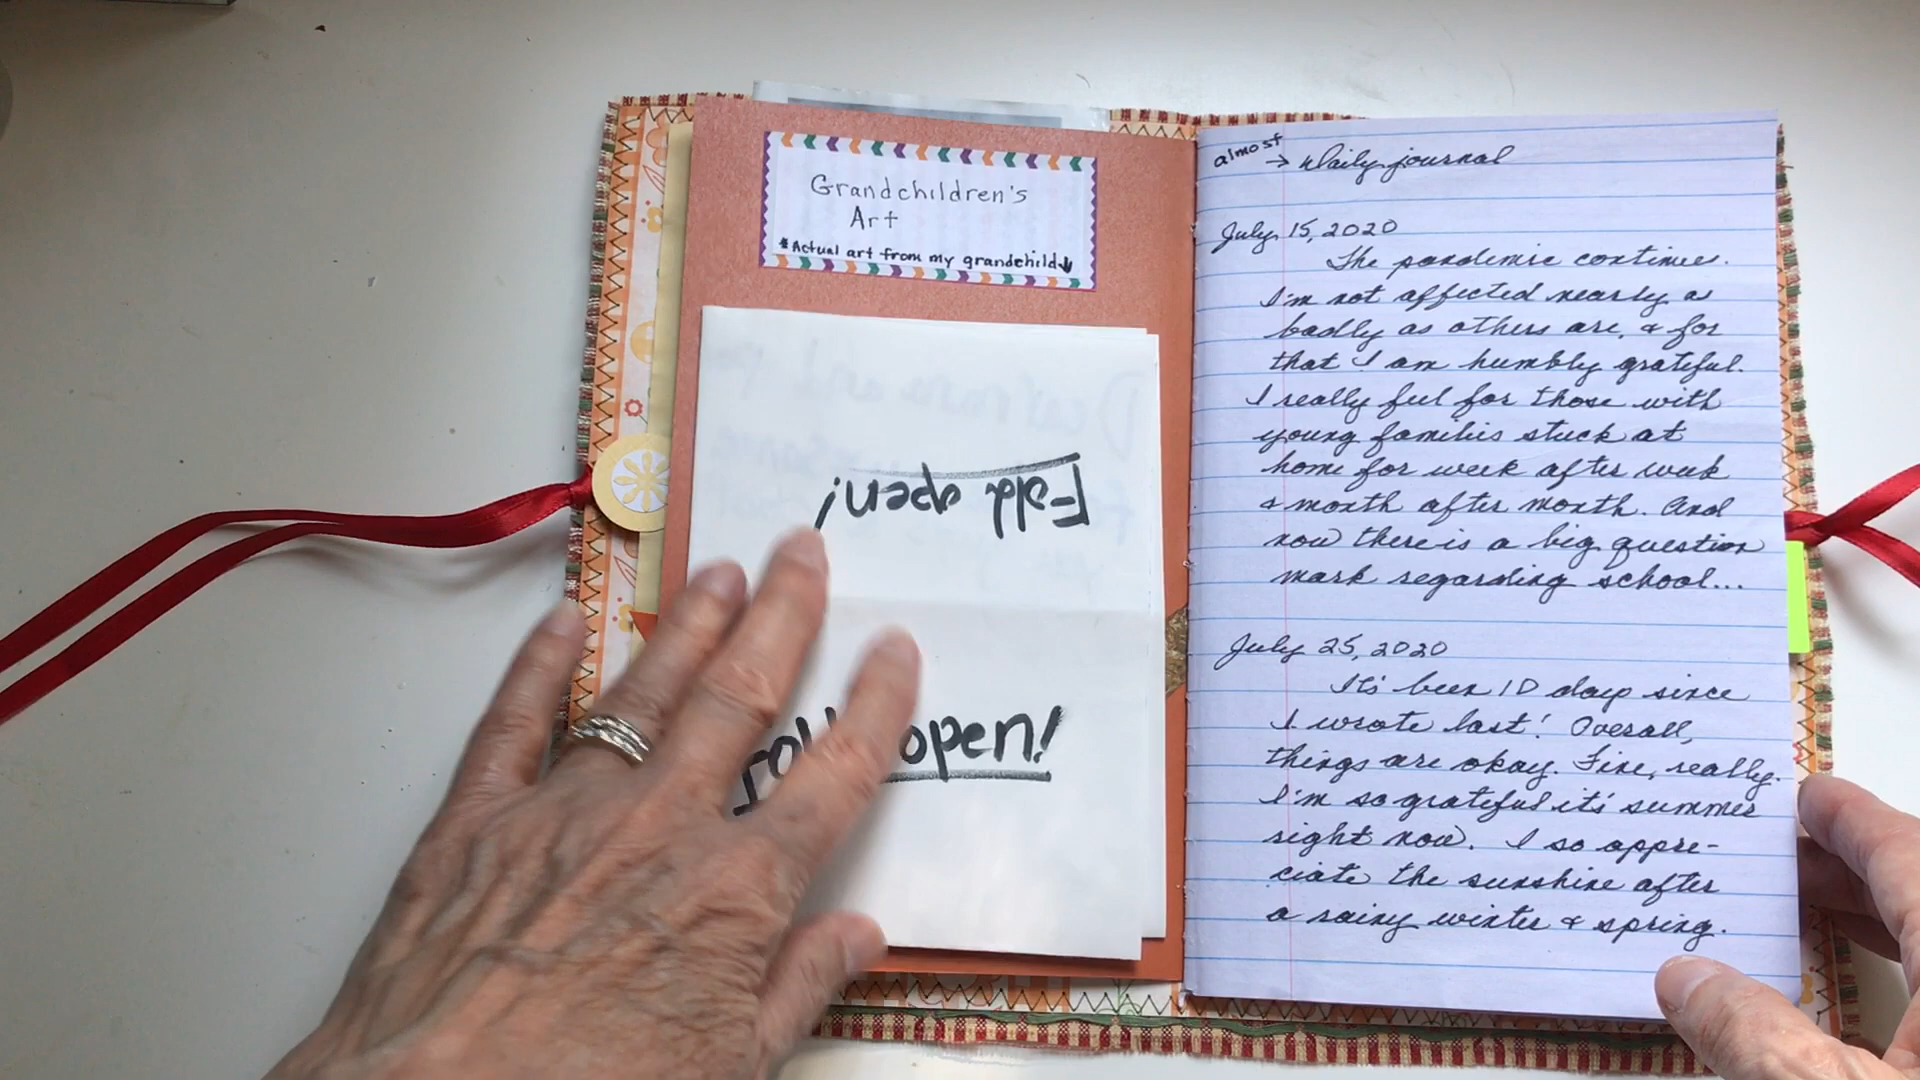 Grandchildren's
Art
*Actual art from my grandchild↓
Fold open!
open!
almost
→ Daily journal
July 15, 2020
The pandemic continues.
I'm not affected nearly as
badly as others are, & for
that I am humbly grateful.
I really feel for those with
young families stuck at
home for week after week
& month after month. And
now there is a big question
mark regarding school...
July 25, 2020
It's been 10 days since
I wrote last! Overall,
things are okay. Fine, really.
I'm so grateful it's summer
right now. I so appre-
ciate the sunshine after
a rainy winter & spring.